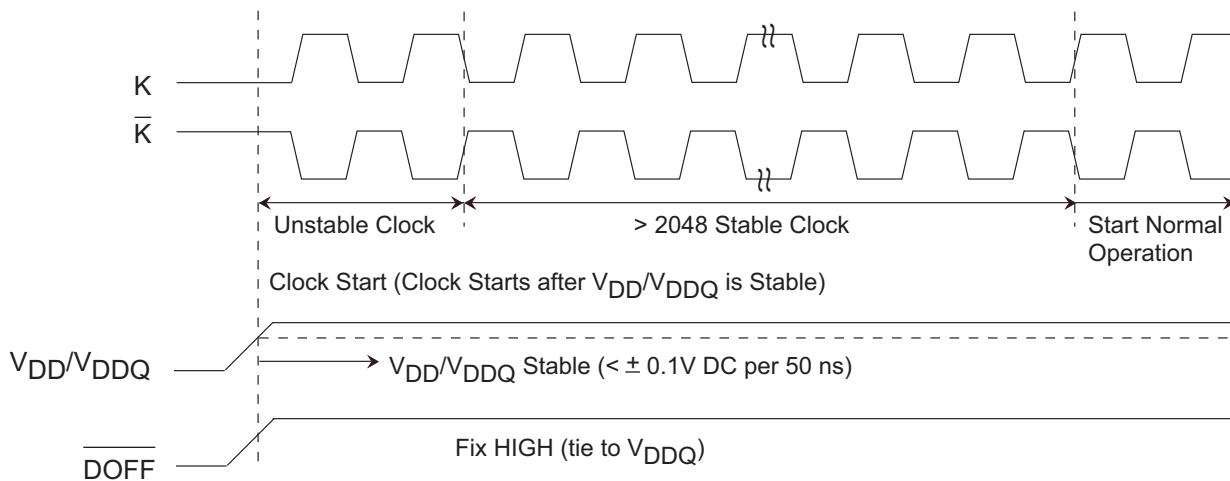 K
K̅
Unstable Clock
> 2048 Stable Clock
Start Normal
Operation
Clock Start (Clock Starts after VDD/VDDQ is Stable)
VDD/VDDQ
VDD/VDDQ Stable (< ± 0.1V DC per 50 ns)
Fix HIGH (tie to VDDQ)
D̅O̅F̅F̅